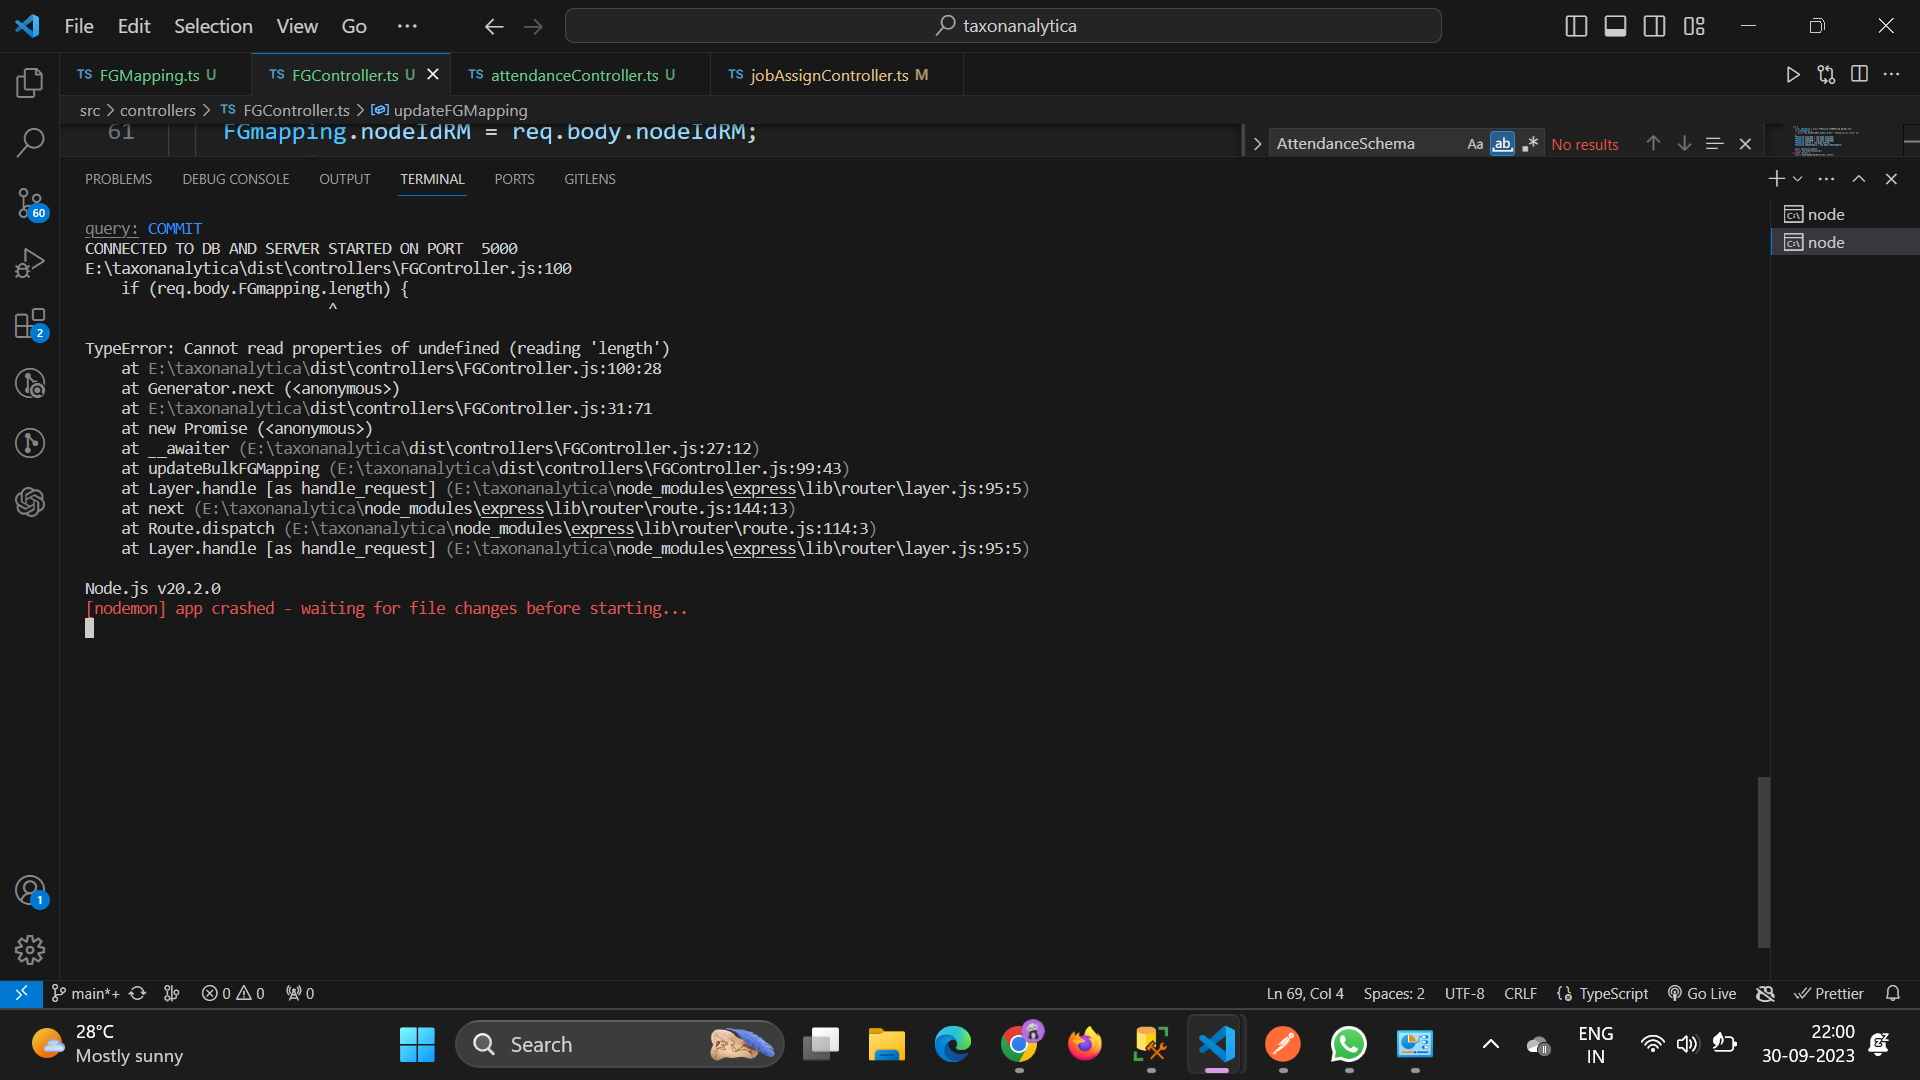 File Edit Selection View Go ··· taxonanalytica
TS FGMapping.ts U TS FGController.ts U TS attendanceController.ts U TS jobAssignController.ts M
src > controllers > TS FGController.ts > updateFGMapping
61 FGmapping.nodeIdRM = req.body.nodeIdRM;
AttendanceSchema Aa ab No results
PROBLEMS DEBUG CONSOLE OUTPUT TERMINAL PORTS GITLENS
node
node
query: COMMIT
CONNECTED TO DB AND SERVER STARTED ON PORT 5000
E:\taxonanalytica\dist\controllers\FGController.js:100
if (req.body.FGmapping.length) {
^
TypeError: Cannot read properties of undefined (reading 'length')
at E:\taxonanalytica\dist\controllers\FGController.js:100:28
at Generator.next (<anonymous>)
at E:\taxonanalytica\dist\controllers\FGController.js:31:71
at new Promise (<anonymous>)
at __awaiter (E:\taxonanalytica\dist\controllers\FGController.js:27:12)
at updateBulkFGMapping (E:\taxonanalytica\dist\controllers\FGController.js:99:43)
at Layer.handle [as handle_request] (E:\taxonanalytica\node_modules\express\lib\router\layer.js:95:5)
at next (E:\taxonanalytica\node_modules\express\lib\router\route.js:144:13)
at Route.dispatch (E:\taxonanalytica\node_modules\express\lib\router\route.js:114:3)
at Layer.handle [as handle_request] (E:\taxonanalytica\node_modules\express\lib\router\layer.js:95:5)
Node.js v20.2.0
[nodemon] app crashed - waiting for file changes before starting...
60
2
1
main*+ 0 0 0 Ln 69, Col 4 Spaces: 2 UTF-8 CRLF {} TypeScript Go Live Prettier
28°C
Mostly sunny
Search
ENG
IN
22:00
30-09-2023